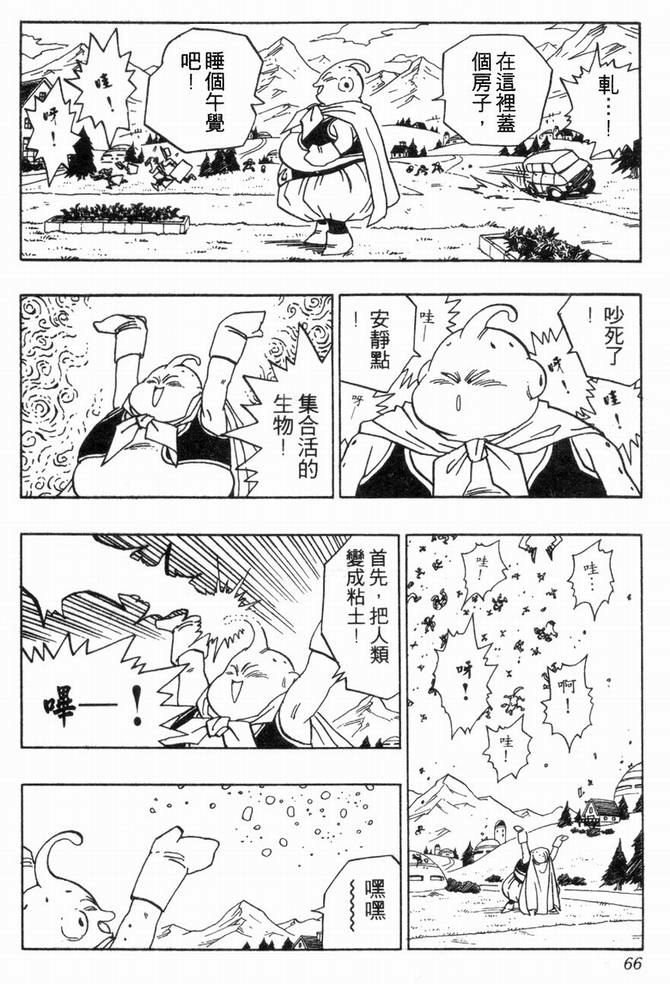 軋…！
在這裡蓋
個房子，
睡個午覺
吧！
哇！
呀！
吵死了
！
哇！
呀！
哇！
安靜點
！
呀！
集合活的
生物！
哇…
哇！
啊！
呀！
哇！
首先，把人類
變成粘土！
嗶——！
嘿嘿
66